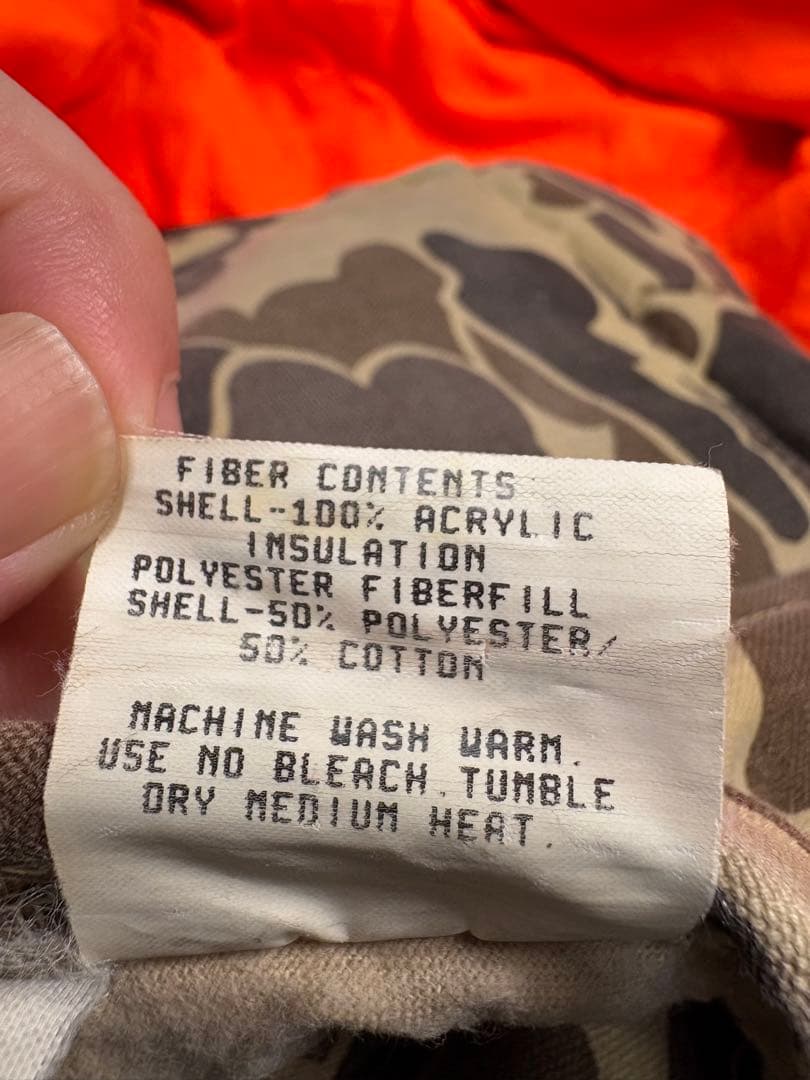 FIBER CONTENTS
SHELL-100% ACRYLIC
INSULATION
POLYESTER FIBERFILL
SHELL-50% POLYESTER/
50% COTTON
MACHINE WASH WARM.
USE NO BLEACH.TUMBLE
DRY MEDIUM HEAT.